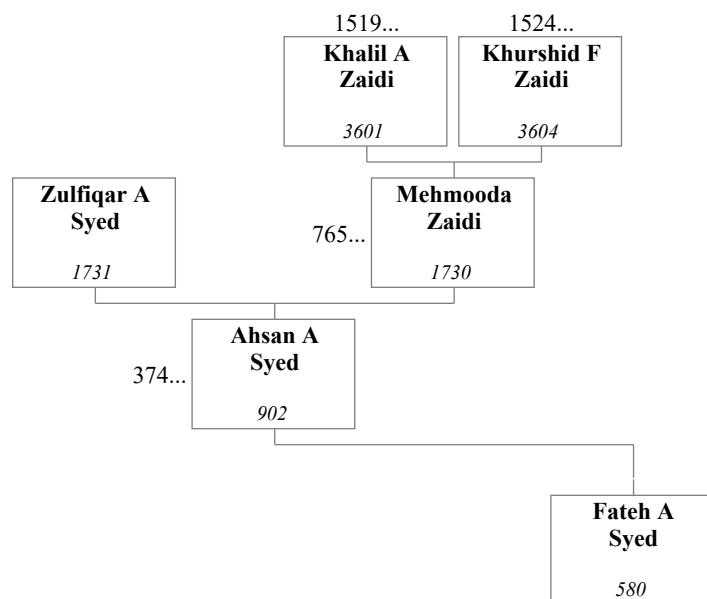 1519...
1524...
Khalil A
Zaidi
3601
Khurshid F
Zaidi
3604
Zulfiqar A
Syed
1731
765...
Mehmooda
Zaidi
1730
374...
Ahsan A
Syed
902
Fateh A
Syed
580